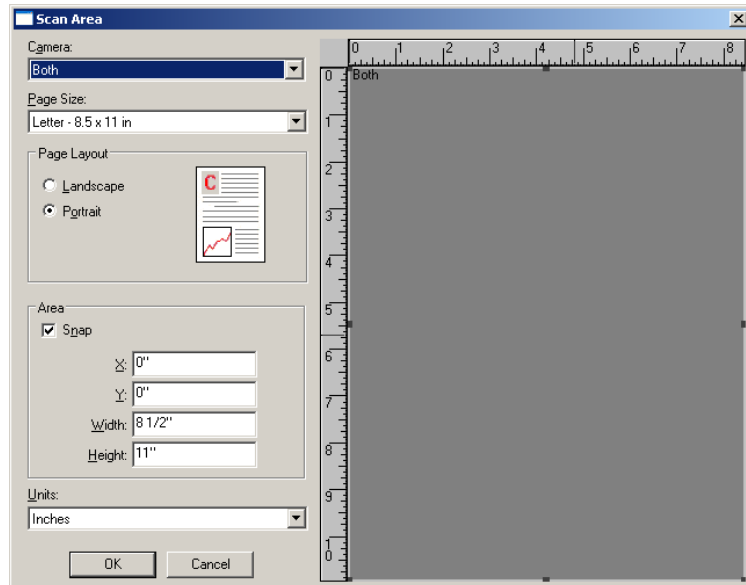 Scan Area
Camera:
Both
Page Size:
Letter - 8.5 x 11 in
Page Layout
Landscape
Portrait
C
Area
Snap
X: 0"
Y: 0"
Width: 8 1/2"
Height: 11"
Units:
Inches
OK Cancel
0 1 2 3 4 5 6 7 8
Both
0
1
2
3
4
5
6
7
8
9
10